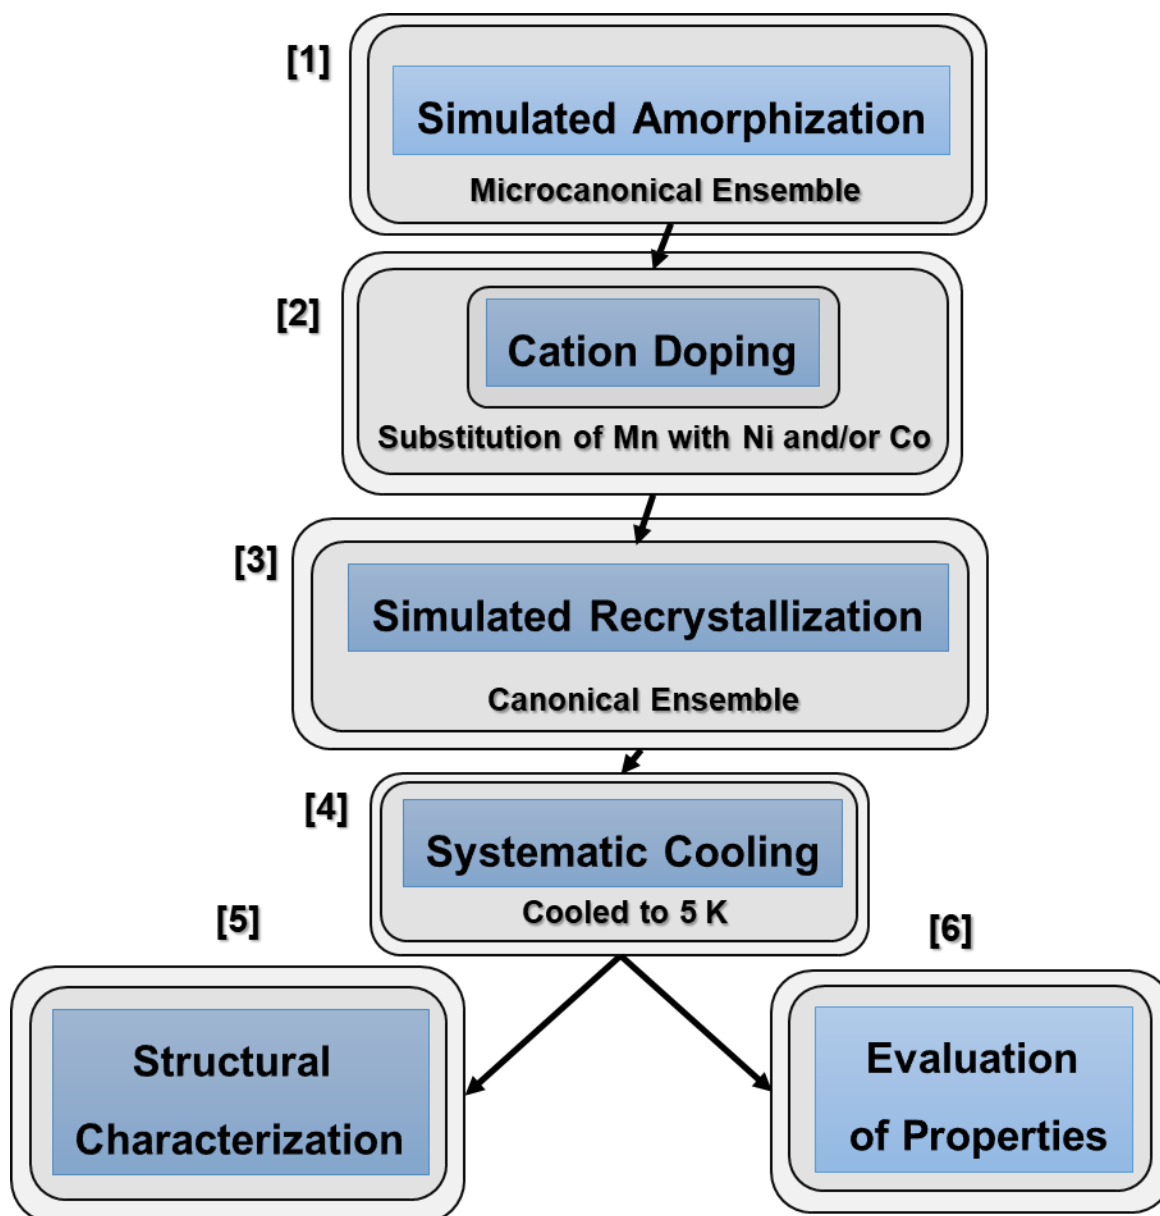 [1]
Simulated Amorphization
Microcanonical Ensemble
[2]
Cation Doping
Substitution of Mn with Ni and/or Co
[3]
Simulated Recrystallization
Canonical Ensemble
[4]
Systematic Cooling
Cooled to 5 K
[5]
Structural
Characterization
[6]
Evaluation
of Properties